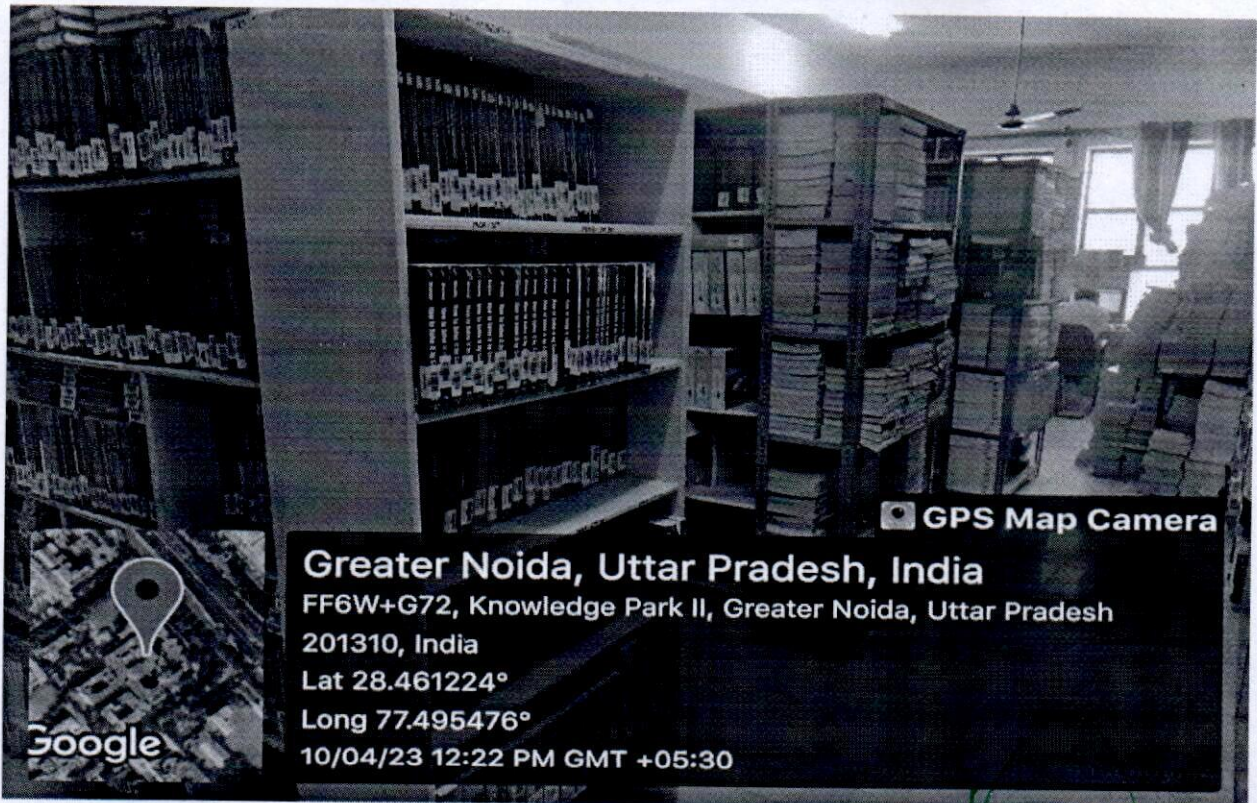 GPS Map Camera
Greater Noida, Uttar Pradesh, India
FF6W+G72, Knowledge Park II, Greater Noida, Uttar Pradesh
201310, India
Lat 28.461224°
Long 77.495476°
10/04/23 12:22 PM GMT +05:30
Google